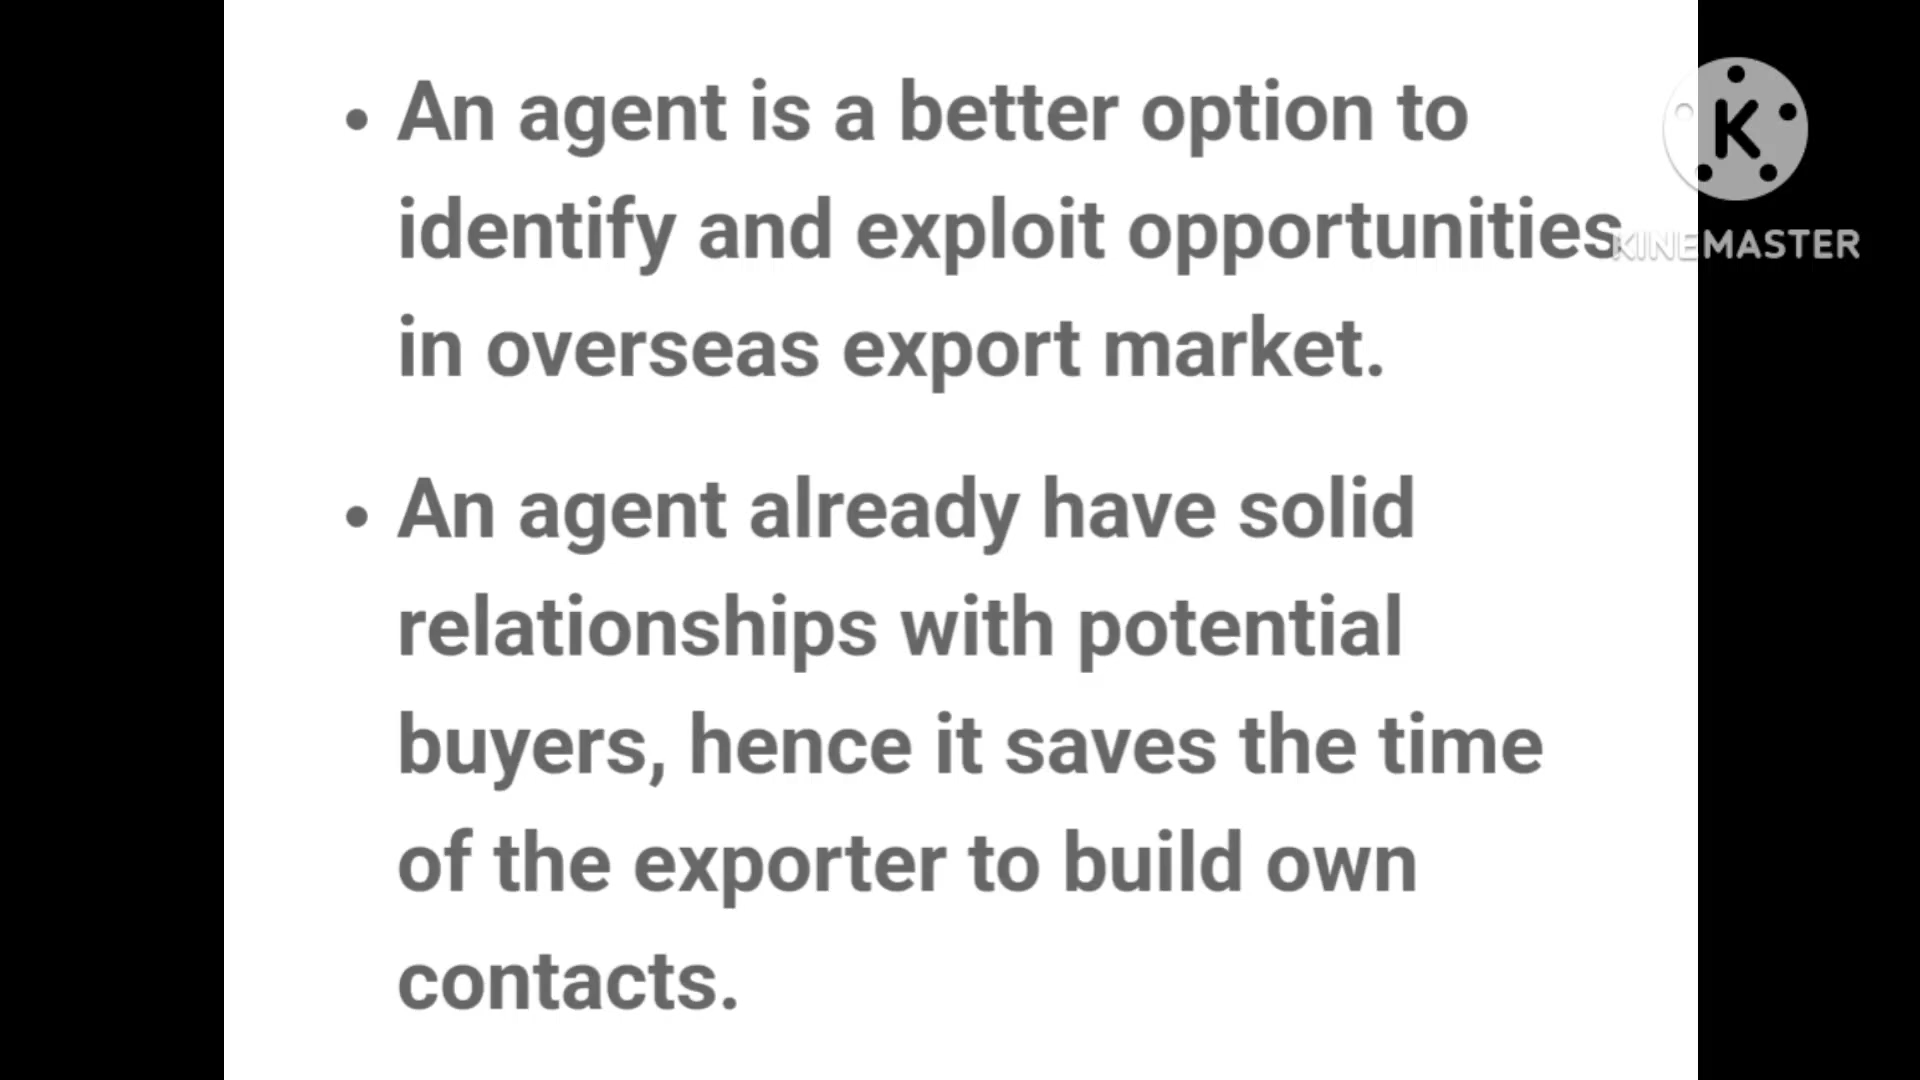 • An agent is a better option to
identify and exploit opportunities
in overseas export market.
• An agent already have solid
relationships with potential
buyers, hence it saves the time
of the exporter to build own
contacts.
K
KINEMASTER